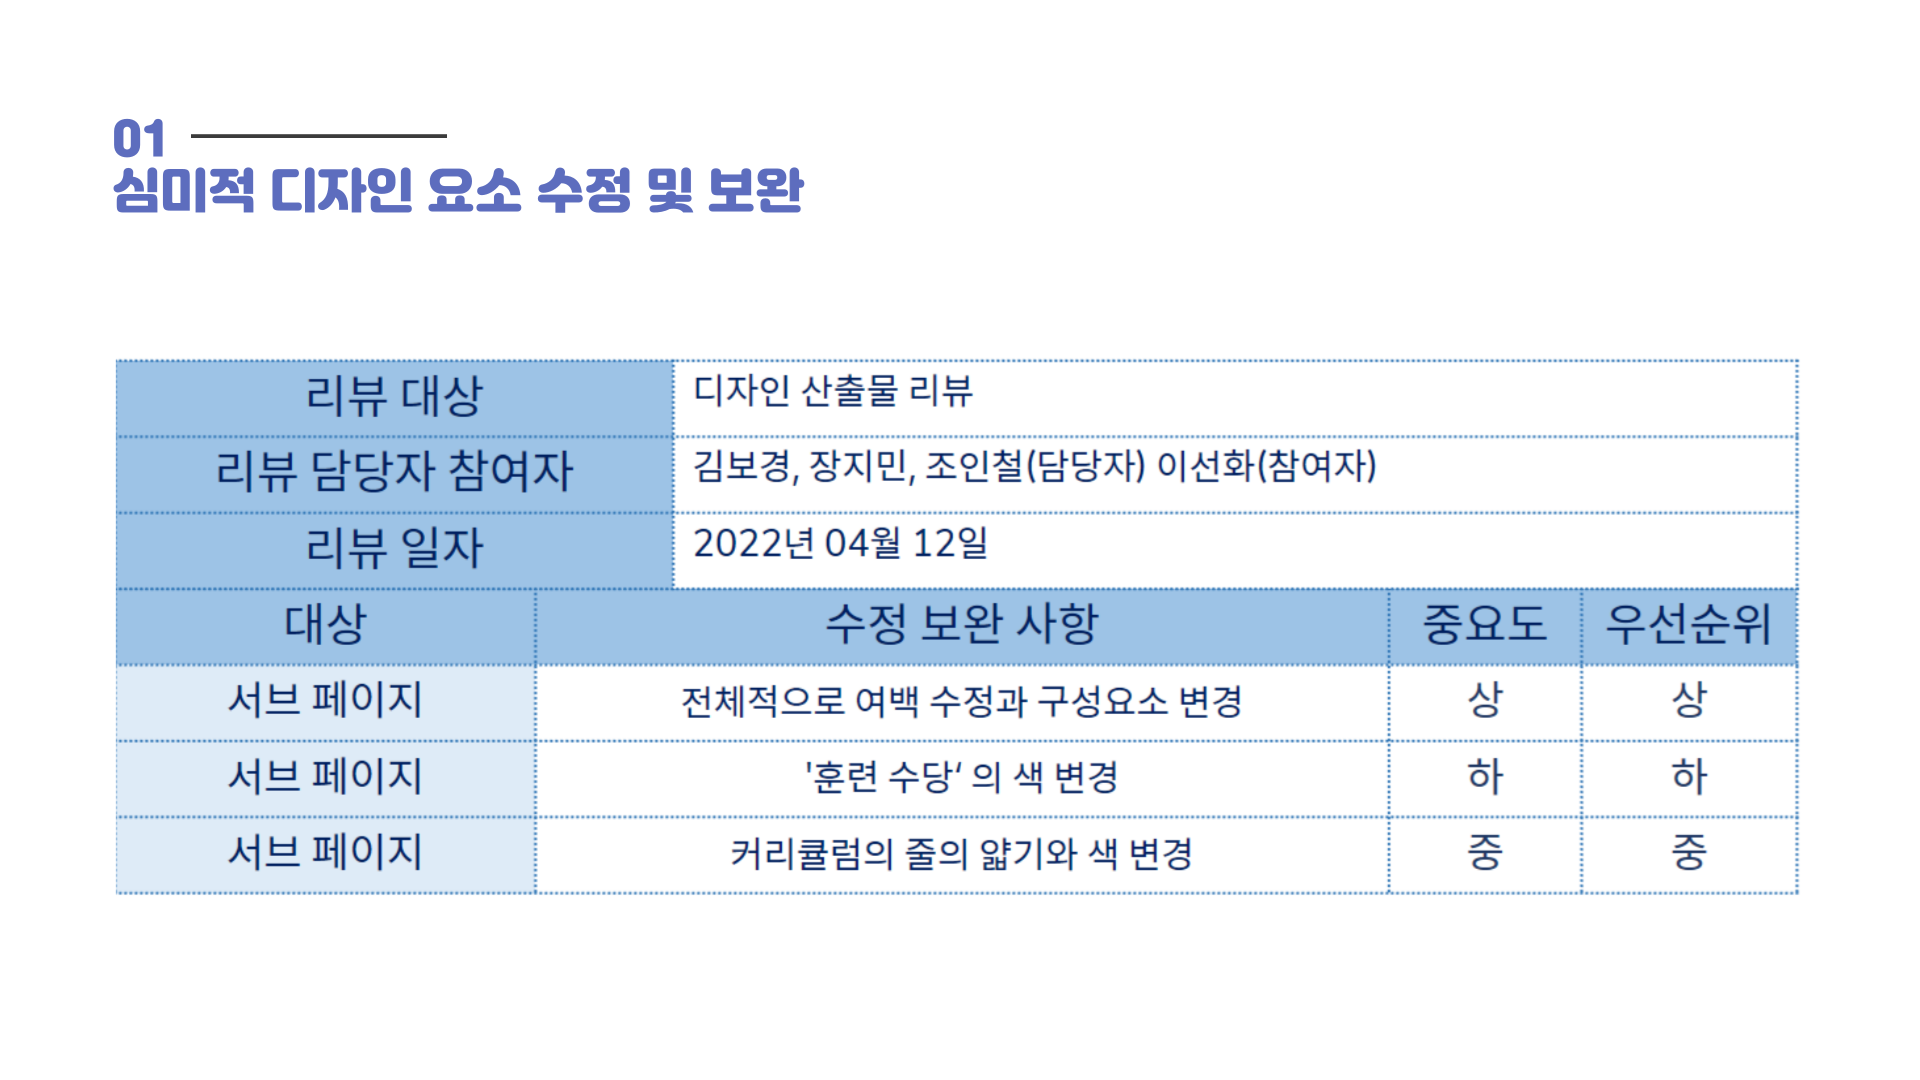 01
심미적 디자인 요소 수정 및 보완
리뷰 대상 디자인 산출물 리뷰
리뷰 담당자 참여자 김보경, 장지민, 조인철(담당자) 이선화(참여자)
리뷰 일자 2022년 04월 12일
대상 수정 보완 사항 중요도 우선순위
서브 페이지 전체적으로 여백 수정과 구성요소 변경 상 상
서브 페이지 '훈련 수당‘ 의 색 변경 하 하
서브 페이지 커리큘럼의 줄의 얇기와 색 변경 중 중